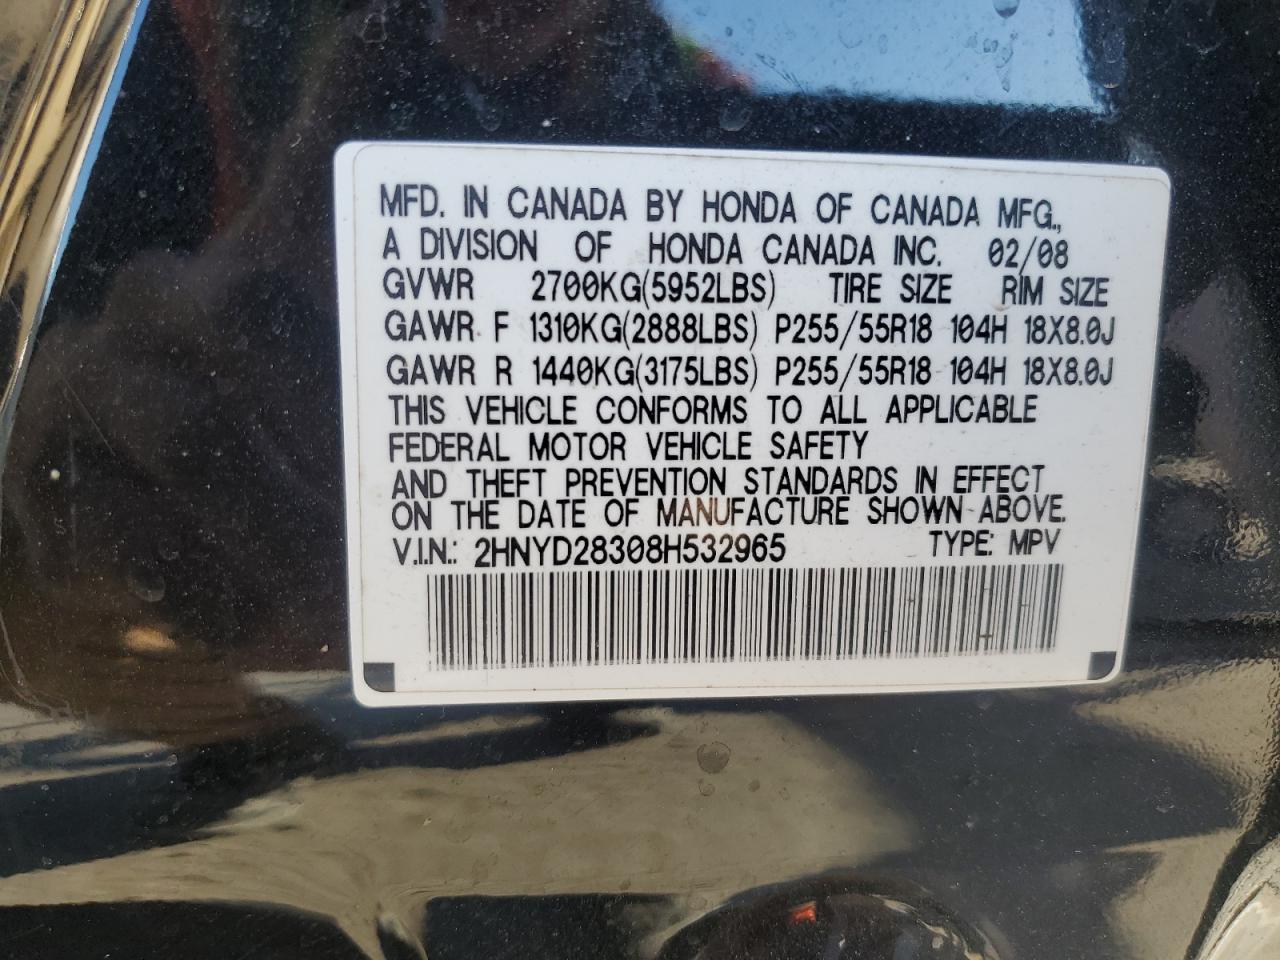 MFD. IN CANADA BY HONDA OF CANADA MFG.,
A DIVISION OF HONDA CANADA INC. 02/08
GVWR 2700KG(5952LBS) TIRE SIZE RIM SIZE
GAWR F 1310KG(2888LBS) P255/55R18 104H 18X8.0J
GAWR R 1440KG(3175LBS) P255/55R18 104H 18X8.0J
THIS VEHICLE CONFORMS TO ALL APPLICABLE
FEDERAL MOTOR VEHICLE SAFETY
AND THEFT PREVENTION STANDARDS IN EFFECT
ON THE DATE OF MANUFACTURE SHOWN ABOVE.
V.I.N.: 2HNYD28308H532965 TYPE: MPV